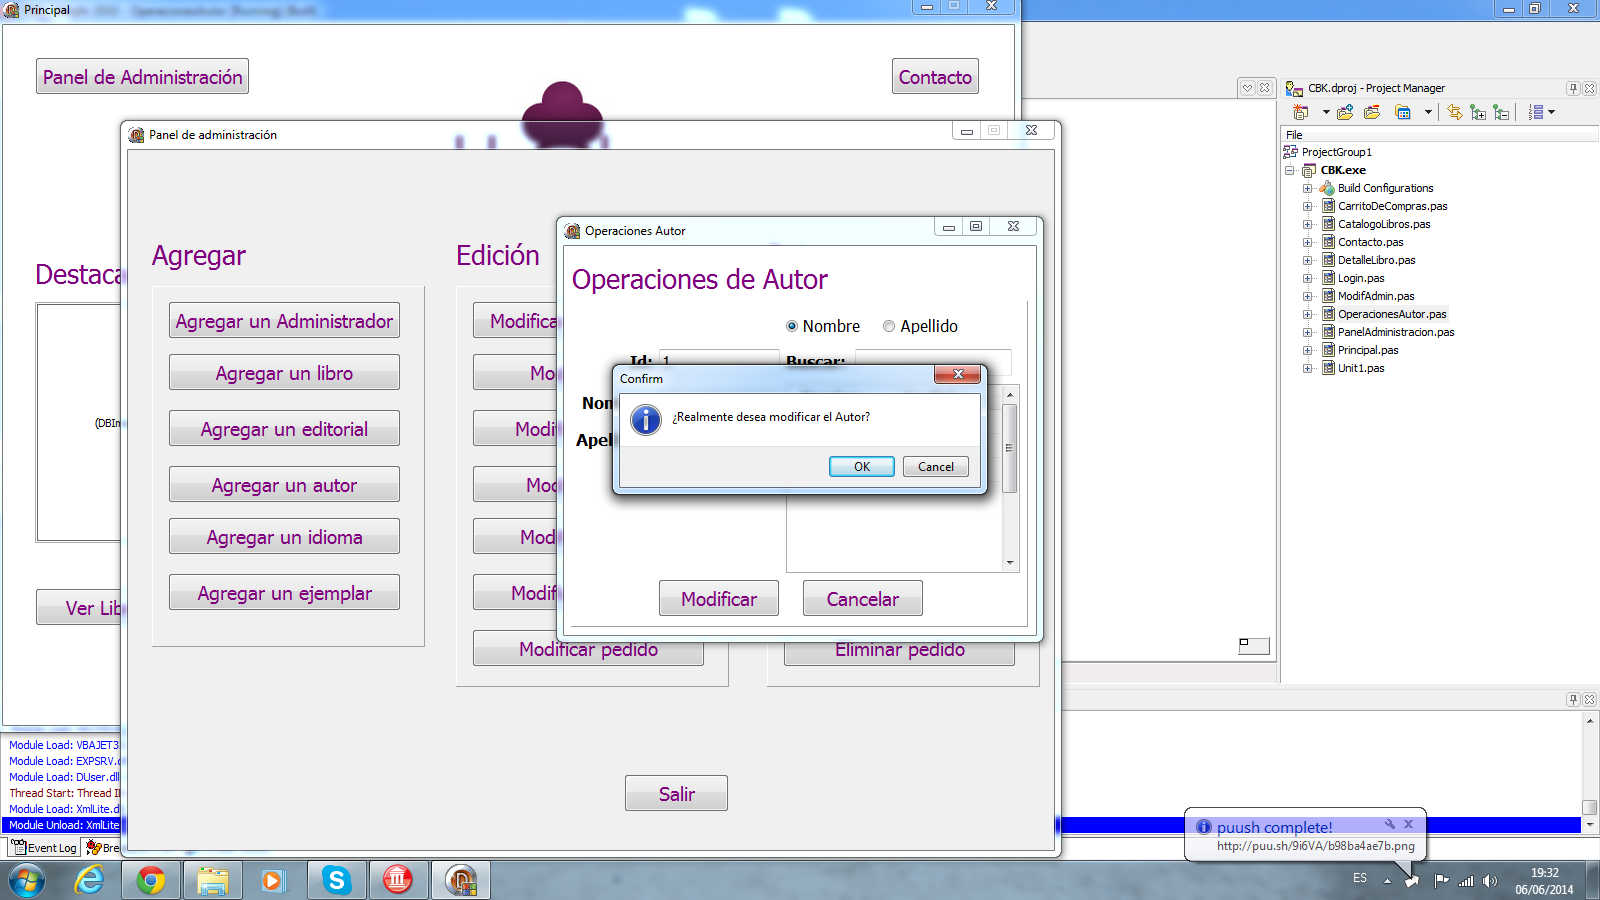 Principal
Panel de Administración
Contacto
CBK.dproj - Project Manager
File
ProjectGroup1
CBK.exe
Build Configurations
CarritoDeCompras.pas
CatalogoLibros.pas
Contacto.pas
DetalleLibro.pas
Login.pas
ModifAdmin.pas
OperacionesAutor.pas
PanelAdministracion.pas
Principal.pas
Unit1.pas
Panel de administración
Destaca
(DBIm
Ver Lib
Agregar
Agregar un Administrador
Agregar un libro
Agregar un editorial
Agregar un autor
Agregar un idioma
Agregar un ejemplar
Edición
Modifica
Mo
Modi
Mod
Mod
Modif
Modificar pedido
Eliminar pedido
Salir
Operaciones Autor
Operaciones de Autor
Nombre
Apellido
Id: 1
Buscar:
Nom
Apel
Modificar
Cancelar
Confirm
¿Realmente desea modificar el Autor?
OK
Cancel
Module Load: VBAJET3
Module Load: EXPSRV.d
Module Load: DUser.dll
Thread Start: Thread I
Module Load: XmlLite.d
Module Unload: XmlLite
Event Log
Bre
puush complete!
http://puu.sh/9i6VA/b98ba4ae7b.png
ES
19:32
06/06/2014